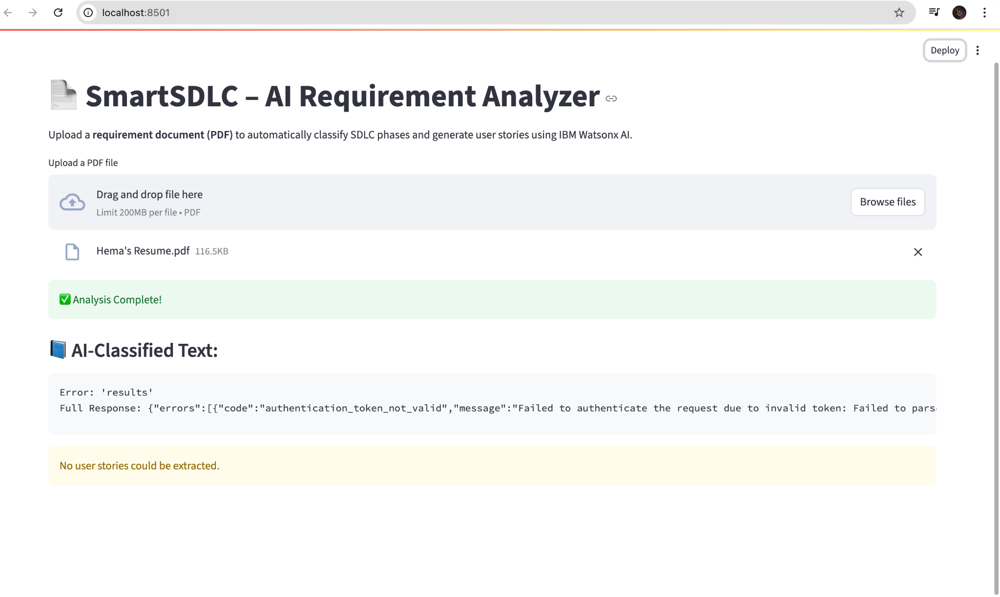 localhost:8501
Deploy
SmartSDLC – AI Requirement Analyzer
Upload a requirement document (PDF) to automatically classify SDLC phases and generate user stories using IBM Watsonx AI.
Upload a PDF file
Drag and drop file here
Limit 200MB per file • PDF
Browse files
Hema's Resume.pdf 116.5KB
✅ Analysis Complete!
AI-Classified Text:
Error: 'results'
Full Response: {"errors":[{"code":"authentication_token_not_valid","message":"Failed to authenticate the request due to invalid token: Failed to pars
No user stories could be extracted.